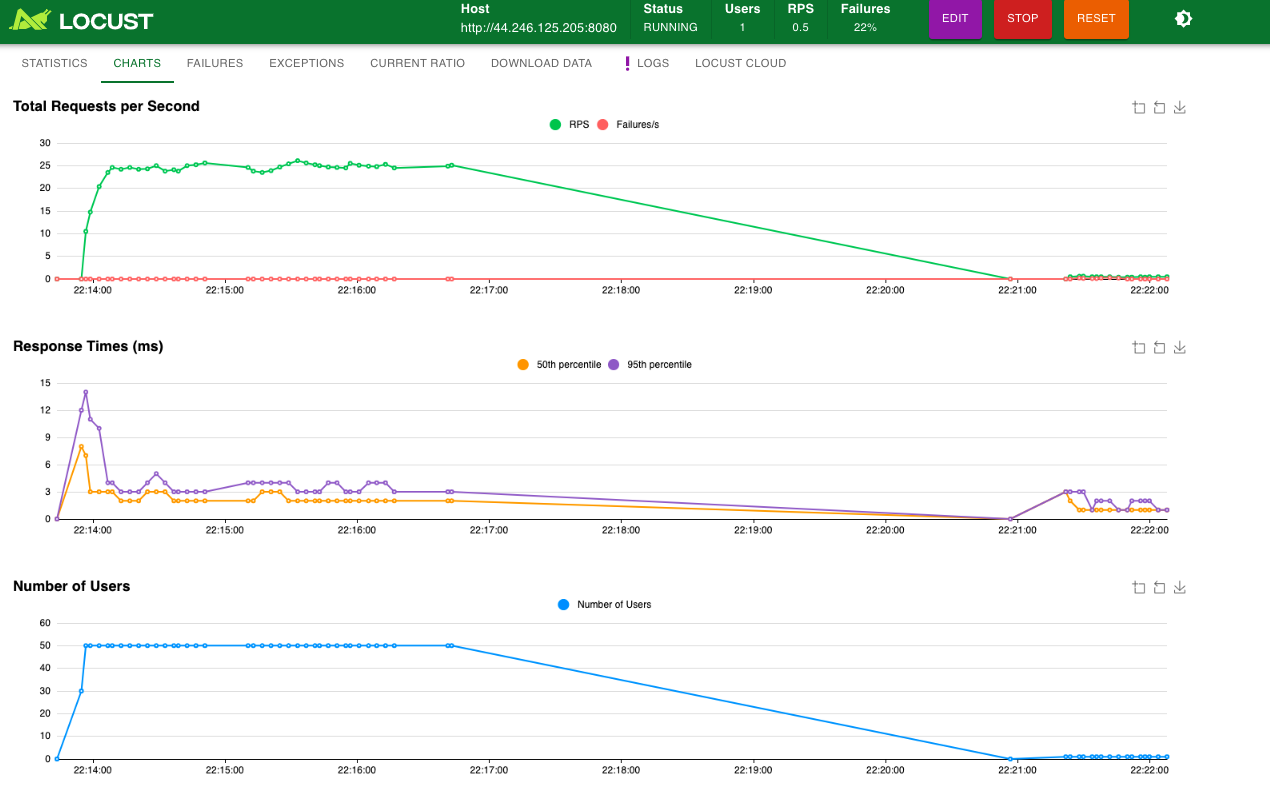 LOCUST
Host
http://44.246.125.205:8080
Status
RUNNING
Users
1
RPS
0.5
Failures
22%
EDIT
STOP
RESET
STATISTICS CHARTS FAILURES EXCEPTIONS CURRENT RATIO DOWNLOAD DATA ! LOGS LOCUST CLOUD
Total Requests per Second
RPS Failures/s
30
25
20
15
10
5
0
22:14:00 22:15:00 22:16:00 22:17:00 22:18:00 22:19:00 22:20:00 22:21:00 22:22:00
Response Times (ms)
50th percentile 95th percentile
15
12
9
6
3
0
22:14:00 22:15:00 22:16:00 22:17:00 22:18:00 22:19:00 22:20:00 22:21:00 22:22:00
Number of Users
Number of Users
60
50
40
30
20
10
0
22:14:00 22:15:00 22:16:00 22:17:00 22:18:00 22:19:00 22:20:00 22:21:00 22:22:00